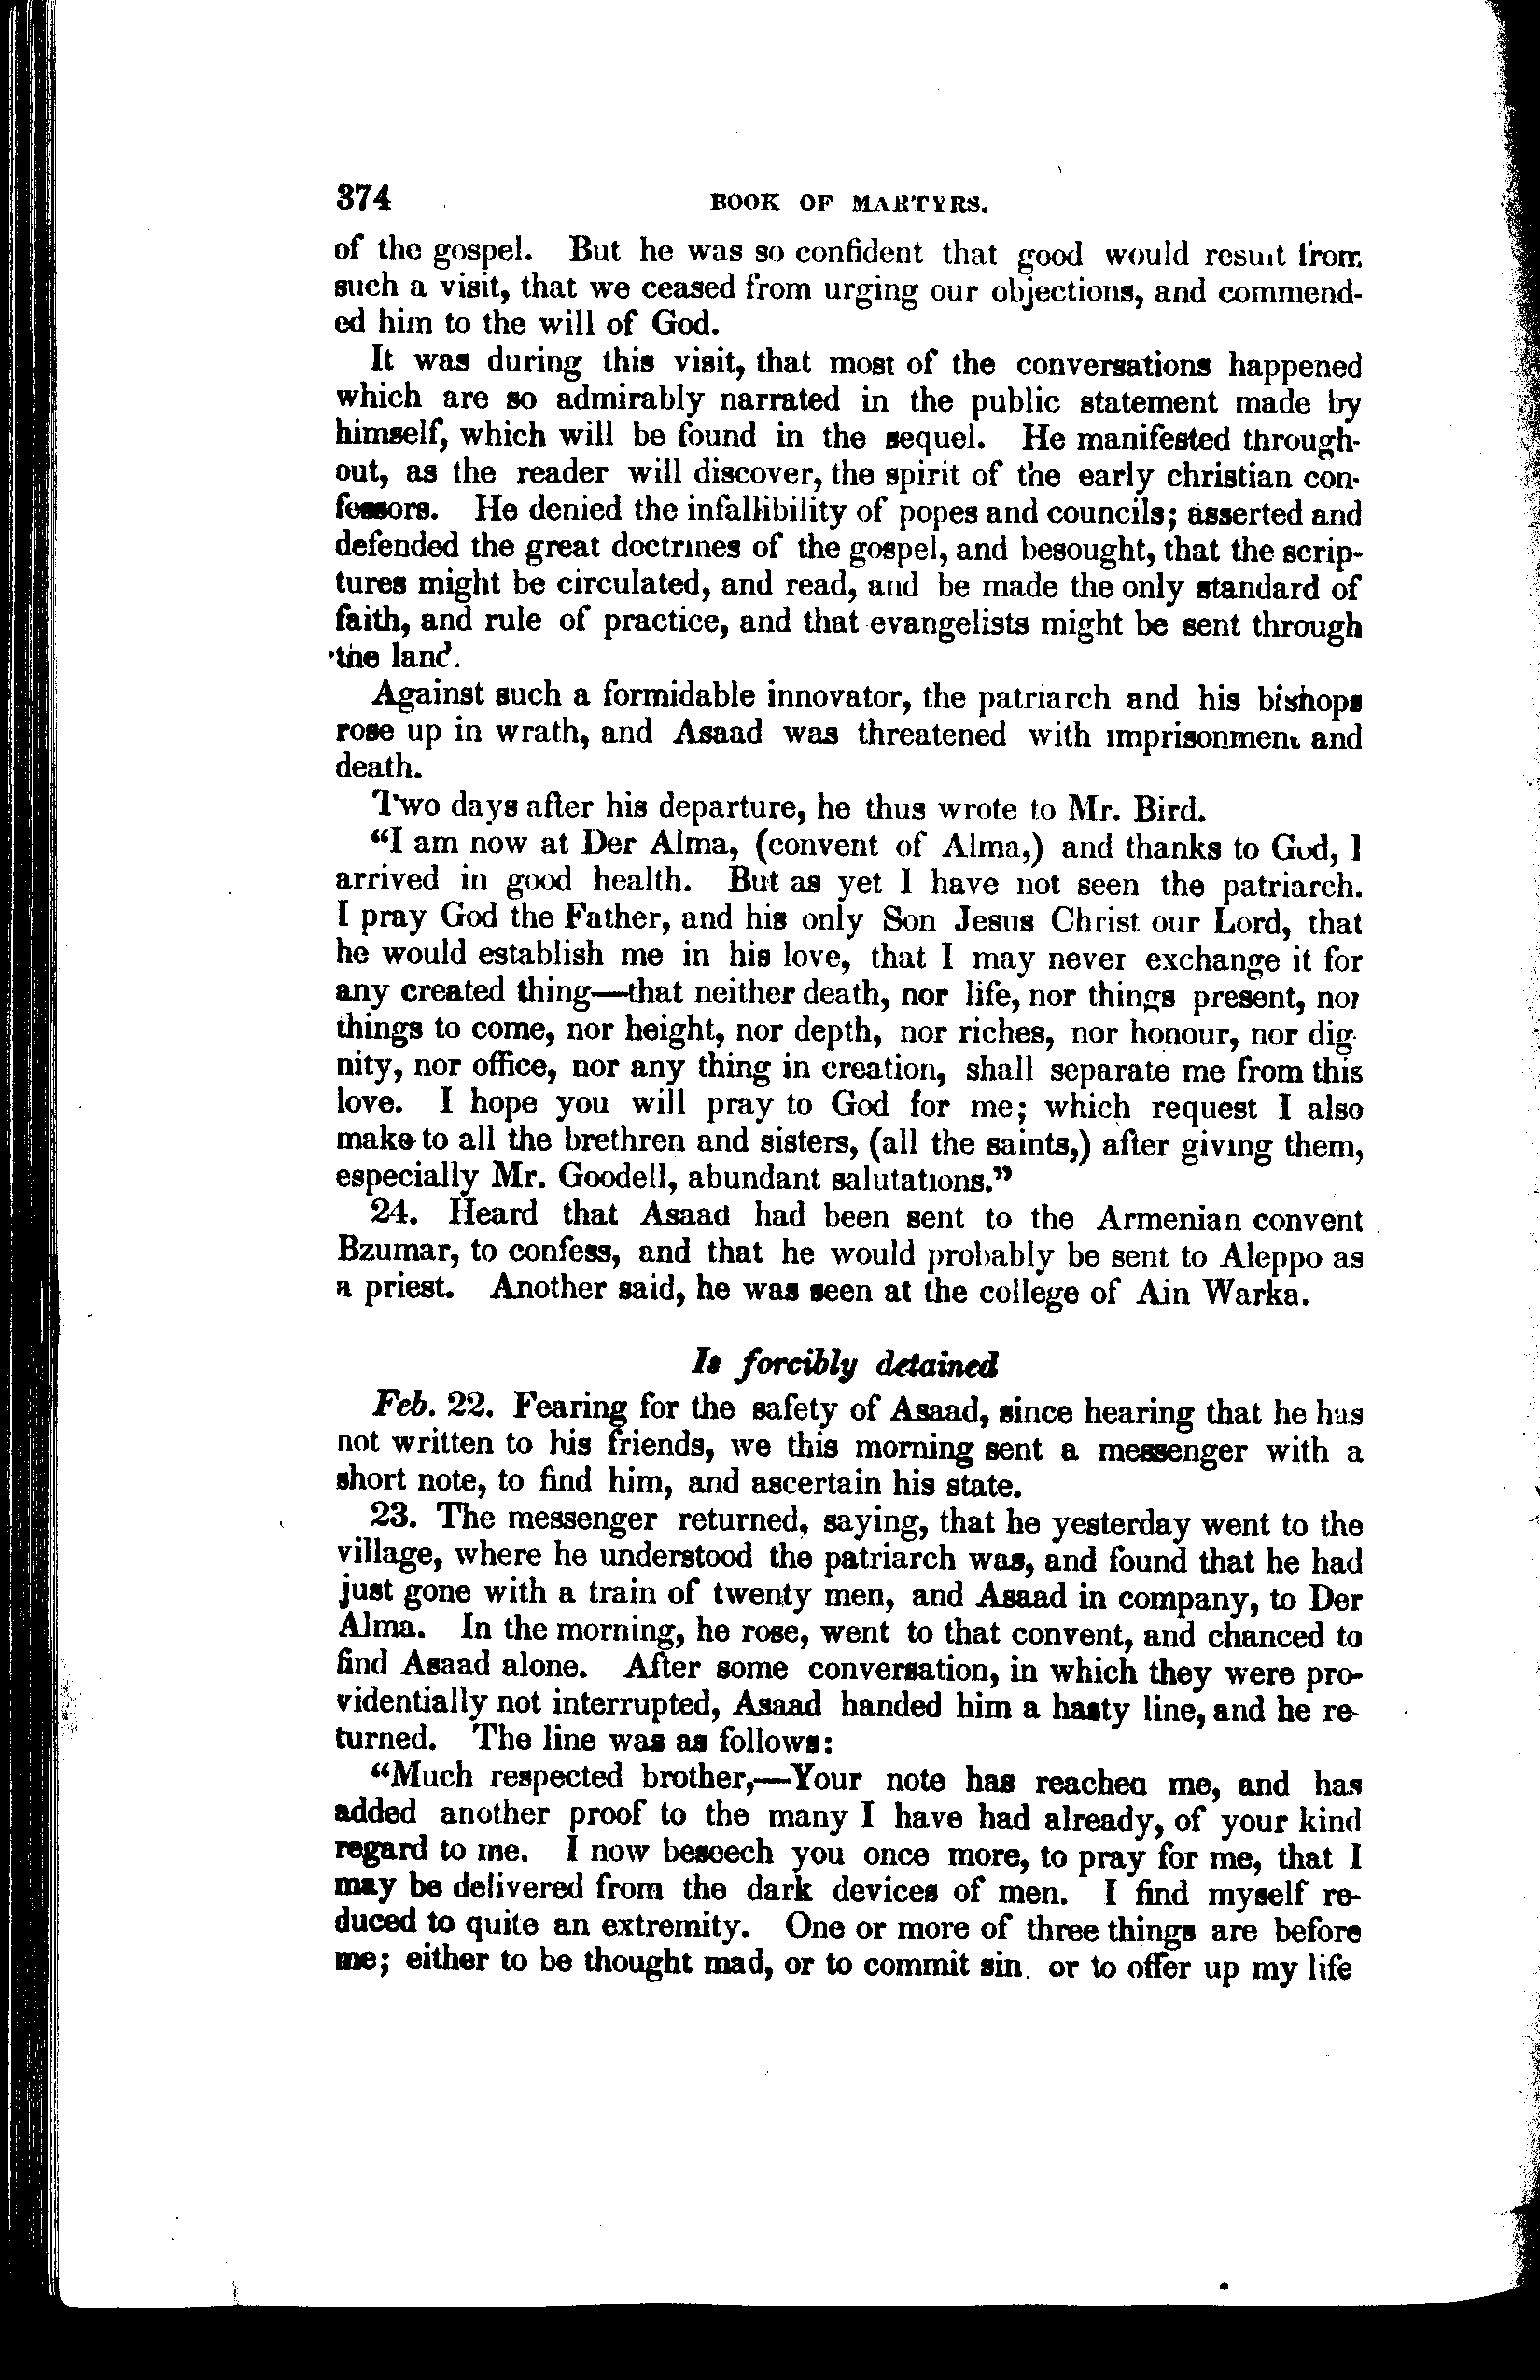 374 BOOK OF MARTYRS.
of the gospel. But he was so confident that good would result from
such a visit, that we ceased from urging our objections, and commend-
ed him to the will of God.
It was during this visit, that most of the conversations happened
which are so admirably narrated in the public statement made by
himself, which will be found in the sequel. He manifested through-
out, as the reader will discover, the spirit of the early christian con-
fessors. He denied the infallibility of popes and councils; asserted and
defended the great doctrines of the gospel, and besought, that the scrip-
tures might be circulated, and read, and be made the only standard of
faith, and rule of practice, and that evangelists might be sent through
the land.
Against such a formidable innovator, the patriarch and his bishops
rose up in wrath, and Asaad was threatened with imprisonment and
death.
Two days after his departure, he thus wrote to Mr. Bird.
“I am now at Der Alma, (convent of Alma,) and thanks to God, I
arrived in good health. But as yet I have not seen the patriarch.
I pray God the Father, and his only Son Jesus Christ our Lord, that
he would establish me in his love, that I may never exchange it for
any created thing—that neither death, nor life, nor things present, nor
things to come, nor height, nor depth, nor riches, nor honour, nor dig-
nity, nor office, nor any thing in creation, shall separate me from this
love. I hope you will pray to God for me; which request I also
make to all the brethren and sisters, (all the saints,) after giving them,
especially Mr. Goodell, abundant salutations.”
24. Heard that Asaad had been sent to the Armenian convent
Bzumar, to confess, and that he would probably be sent to Aleppo as
a priest. Another said, he was seen at the college of Ain Warka.
Is forcibly detained
Feb. 22. Fearing for the safety of Asaad, since hearing that he has
not written to his friends, we this morning sent a messenger with a
short note, to find him, and ascertain his state.
23. The messenger returned, saying, that he yesterday went to the
village, where he understood the patriarch was, and found that he had
just gone with a train of twenty men, and Asaad in company, to Der
Alma. In the morning, he rose, went to that convent, and chanced to
find Asaad alone. After some conversation, in which they were pro-
videntially not interrupted, Asaad handed him a hasty line, and he re-
turned. The line was as follows:
“Much respected brother,—Your note has reached me, and has
added another proof to the many I have had already, of your kind
regard to me. I now beseech you once more, to pray for me, that I
may be delivered from the dark devices of men. I find myself re-
duced to quite an extremity. One or more of three things are before
me; either to be thought mad, or to commit sin. or to offer up my life